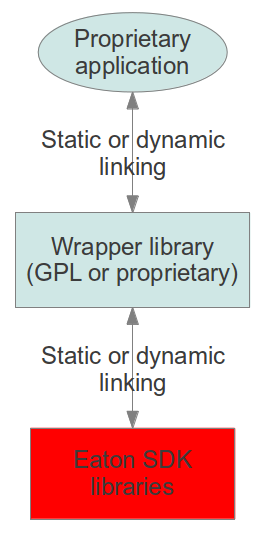 Proprietary
application
Static or dynamic
linking
Wrapper library
(GPL or proprietary)
Static or dynamic
linking
Eaton SDK
libraries